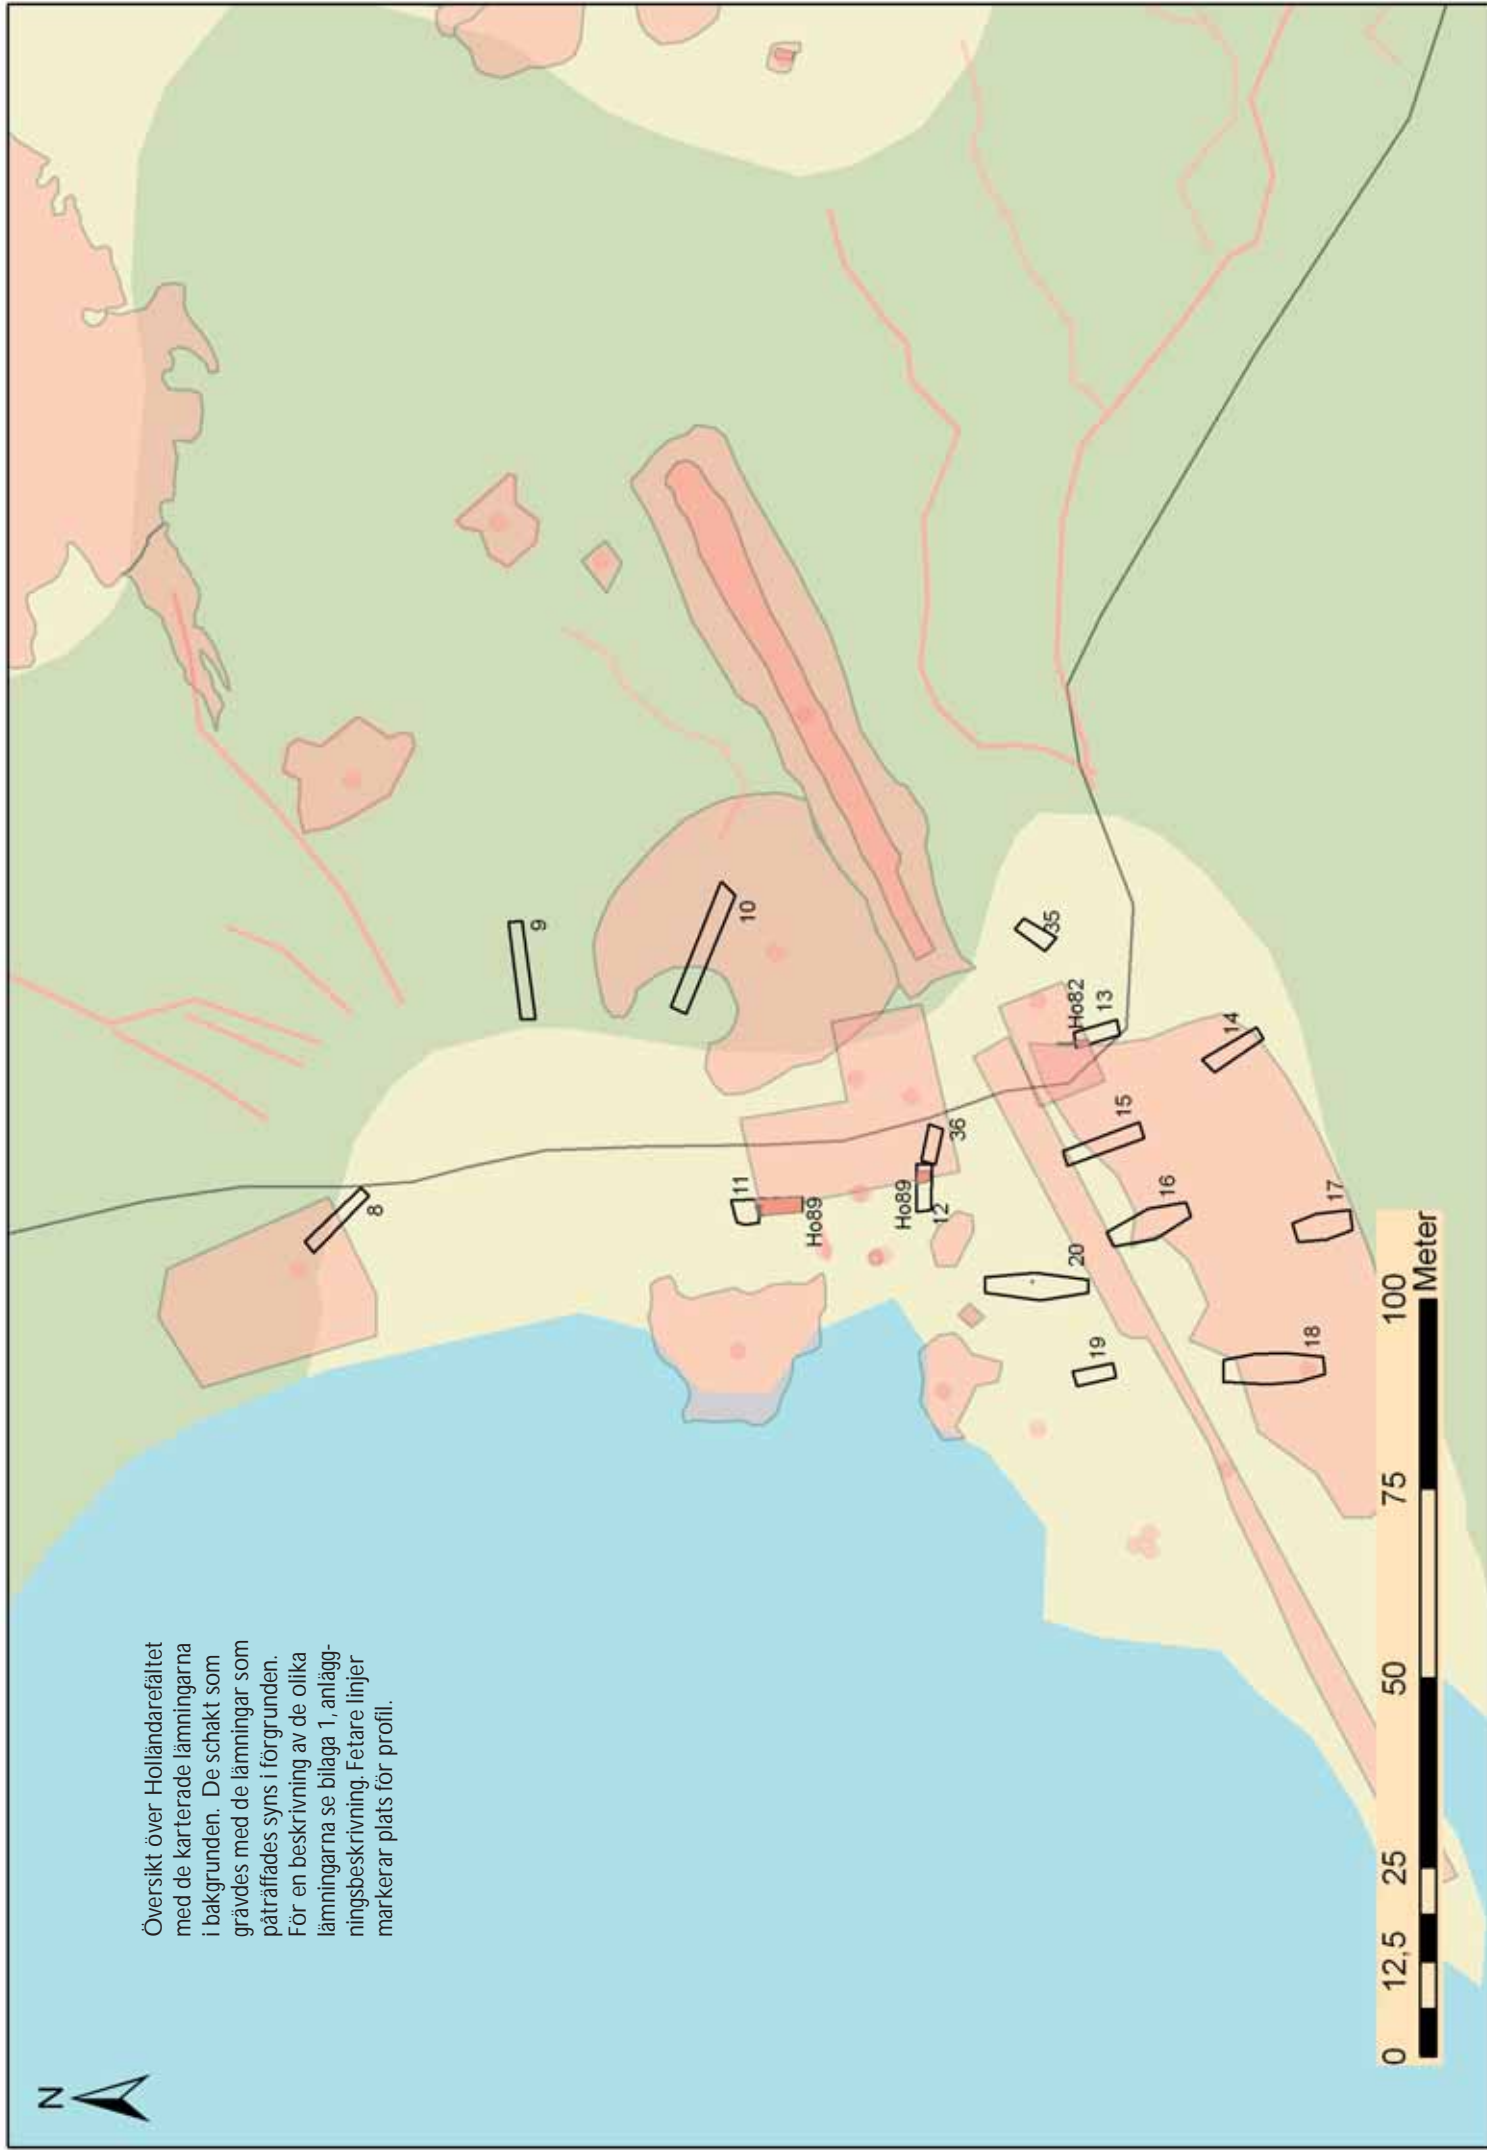 N
Översikt över Holländarefältet
med de karterade lämningarna
i bakgrunden. De schakt som
grävdes med de lämningar som
påträffades syns i förgrunden.
För en beskrivning av de olika
lämningarna se bilaga 1, anlägg-
ningsbeskrivning. Fetare linjer
markerar plats för profil.
8
9
10
11
Ho89
Ho89
12
36
35
Ho82
13
14
15
16
17
20
19
18
0 12,5 25 50 75 100
Meter